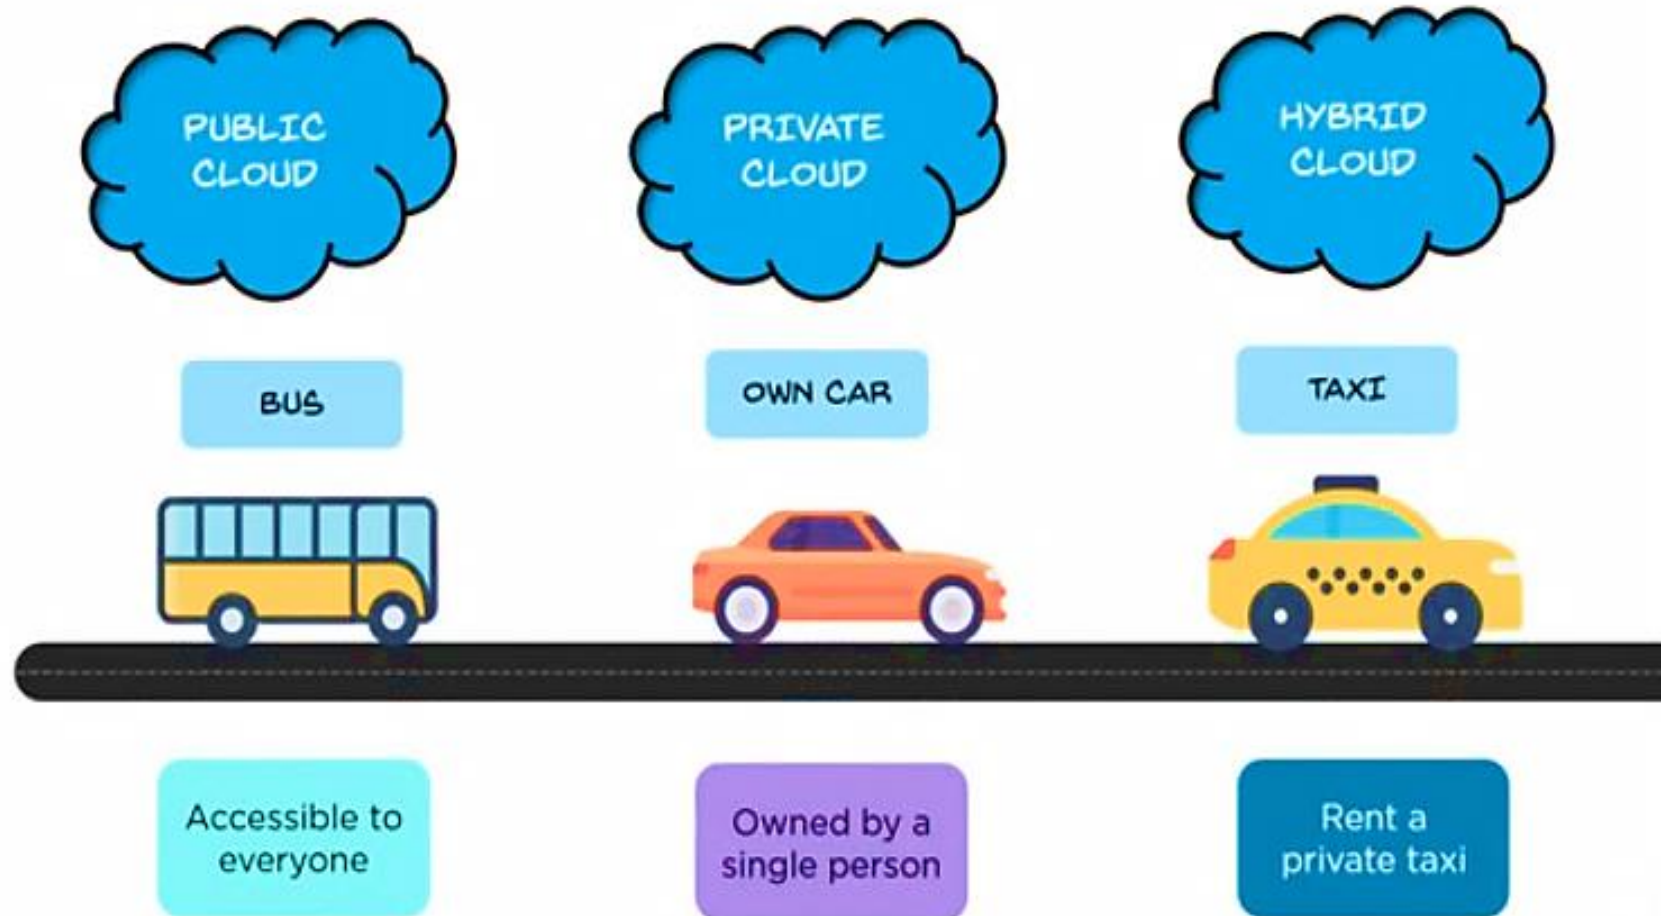 PUBLIC
CLOUD
PRIVATE
CLOUD
HYBRID
CLOUD
BUS
OWN CAR
TAXI
Accessible to
everyone
Owned by a
single person
Rent a
private taxi